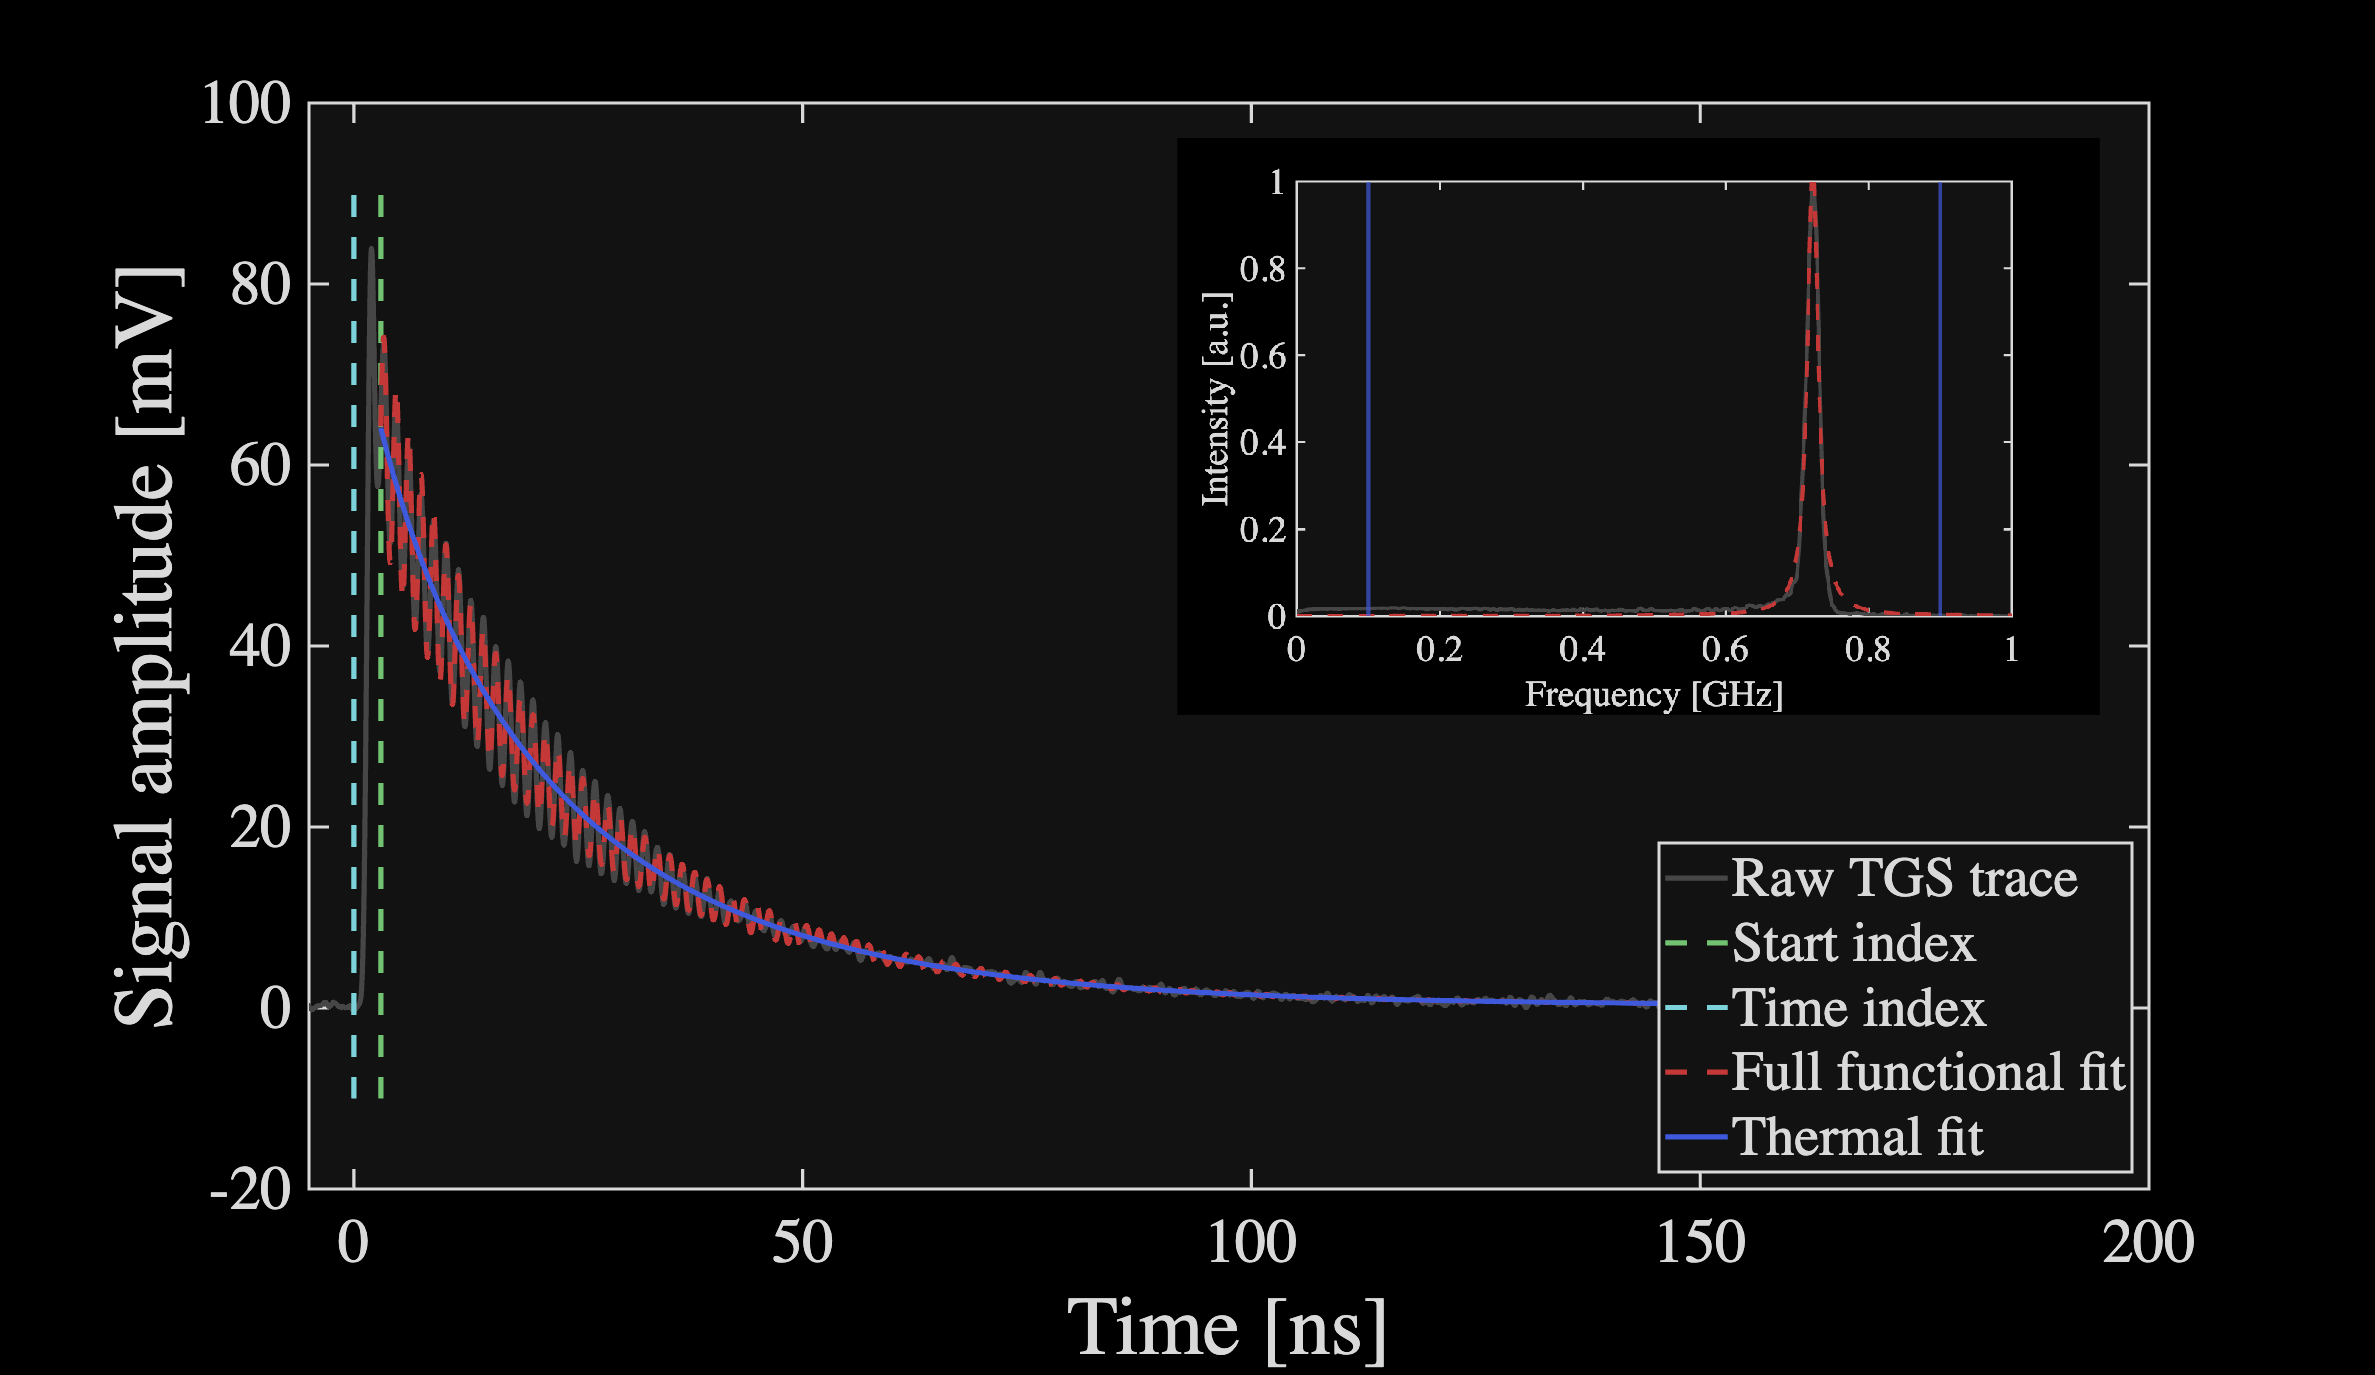 100
80
60
40
20
0
-20
Signal amplitude [mV]
0 50 100 150 200
Time [ns]
1
0.8
0.6
0.4
0.2
0
Intensity [a.u.]
0 0.2 0.4 0.6 0.8 1
Frequency [GHz]
Raw TGS trace
Start index
Time index
Full functional fit
Thermal fit